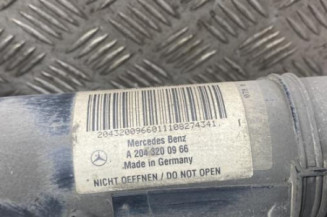 2043200966011108274341
Mercedes Benz
A 204 320 09 66
Made in Germany
NICHT OEFFNEN / DO NOT OPEN